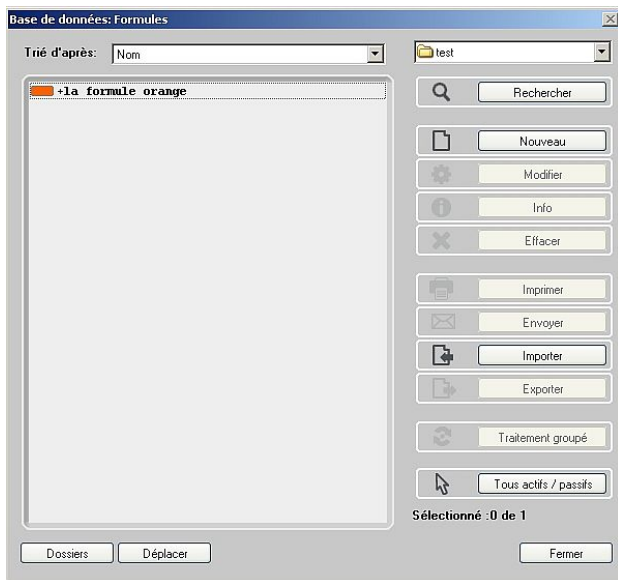 Base de données: Formules
Trié d'après: Nom
test
+la formule orange
Rechercher
Nouveau
Modifier
Info
Effacer
Imprimer
Envoyer
Importer
Exporter
Traitement groupé
Tous actifs / passifs
Sélectionné :0 de 1
Dossiers
Déplacer
Fermer